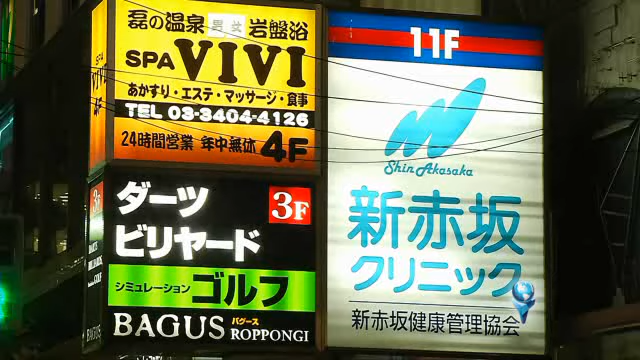 磊の温泉 男 女 岩盤浴
SPA VIVI
あかすり・エステ・マッサージ・食事
TEL 03-3404-4126
24時間営業 年中無休 4F
ダーツ 3F
ビリヤード
シミュレーション ゴルフ
BAGUS バグース ROPPONGI
11F
Shin Akasaka
新赤坂
クリニック
新赤坂健康管理協会